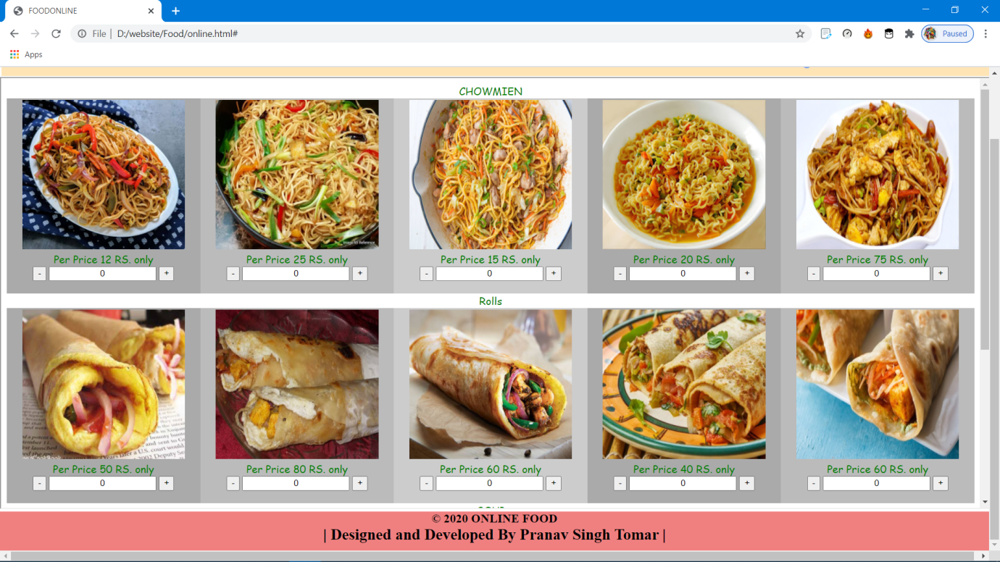 FOODONLINE
File | D:/website/Food/online.html#
Paused
Apps
CHOWMIEN
Image for Reference
Per Price 12 RS. only
Per Price 25 RS. only
Per Price 15 RS. only
Per Price 20 RS. only
Per Price 75 RS. only
- 0 +
- 0 +
- 0 +
- 0 +
- 0 +
Rolls
Per Price 50 RS. only
Per Price 80 RS. only
Per Price 60 RS. only
Per Price 40 RS. only
Per Price 60 RS. only
- 0 +
- 0 +
- 0 +
- 0 +
- 0 +
© 2020 ONLINE FOOD
| Designed and Developed By Pranav Singh Tomar |